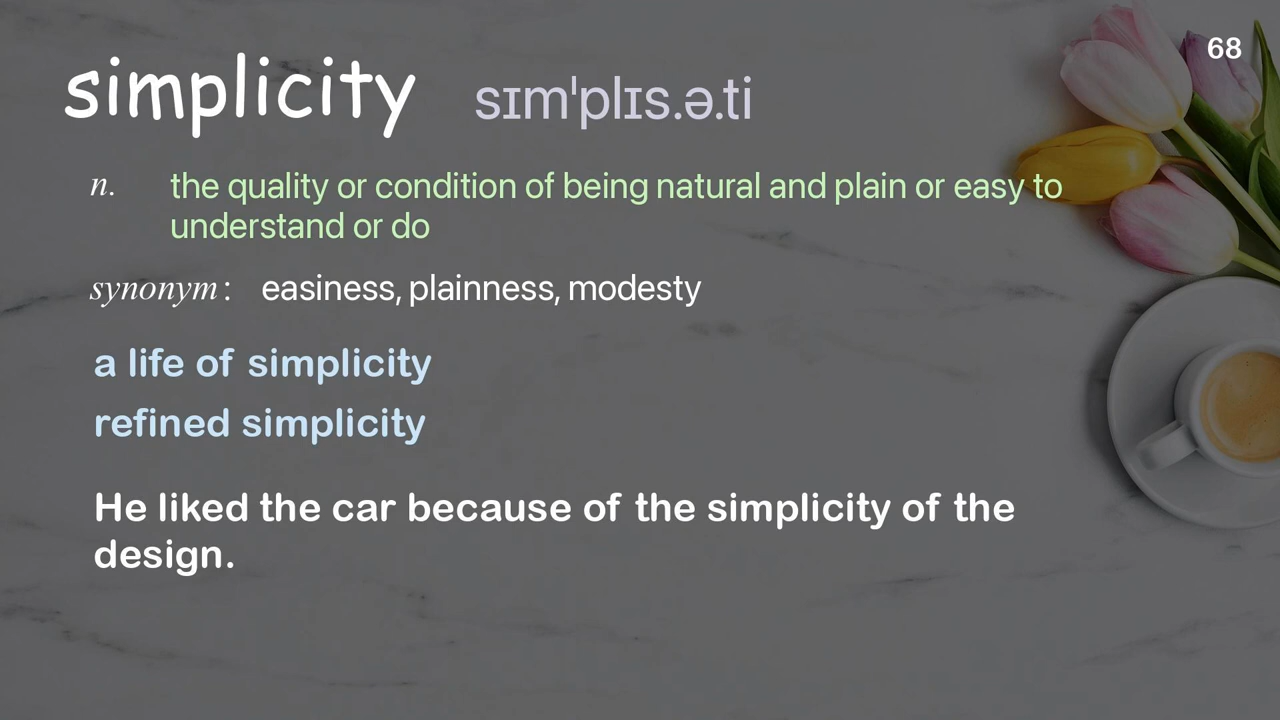 68
simplicity sɪmˈplɪs.ə.ti
n. the quality or condition of being natural and plain or easy to
understand or do
synonym: easiness, plainness, modesty
a life of simplicity
refined simplicity
He liked the car because of the simplicity of the
design.